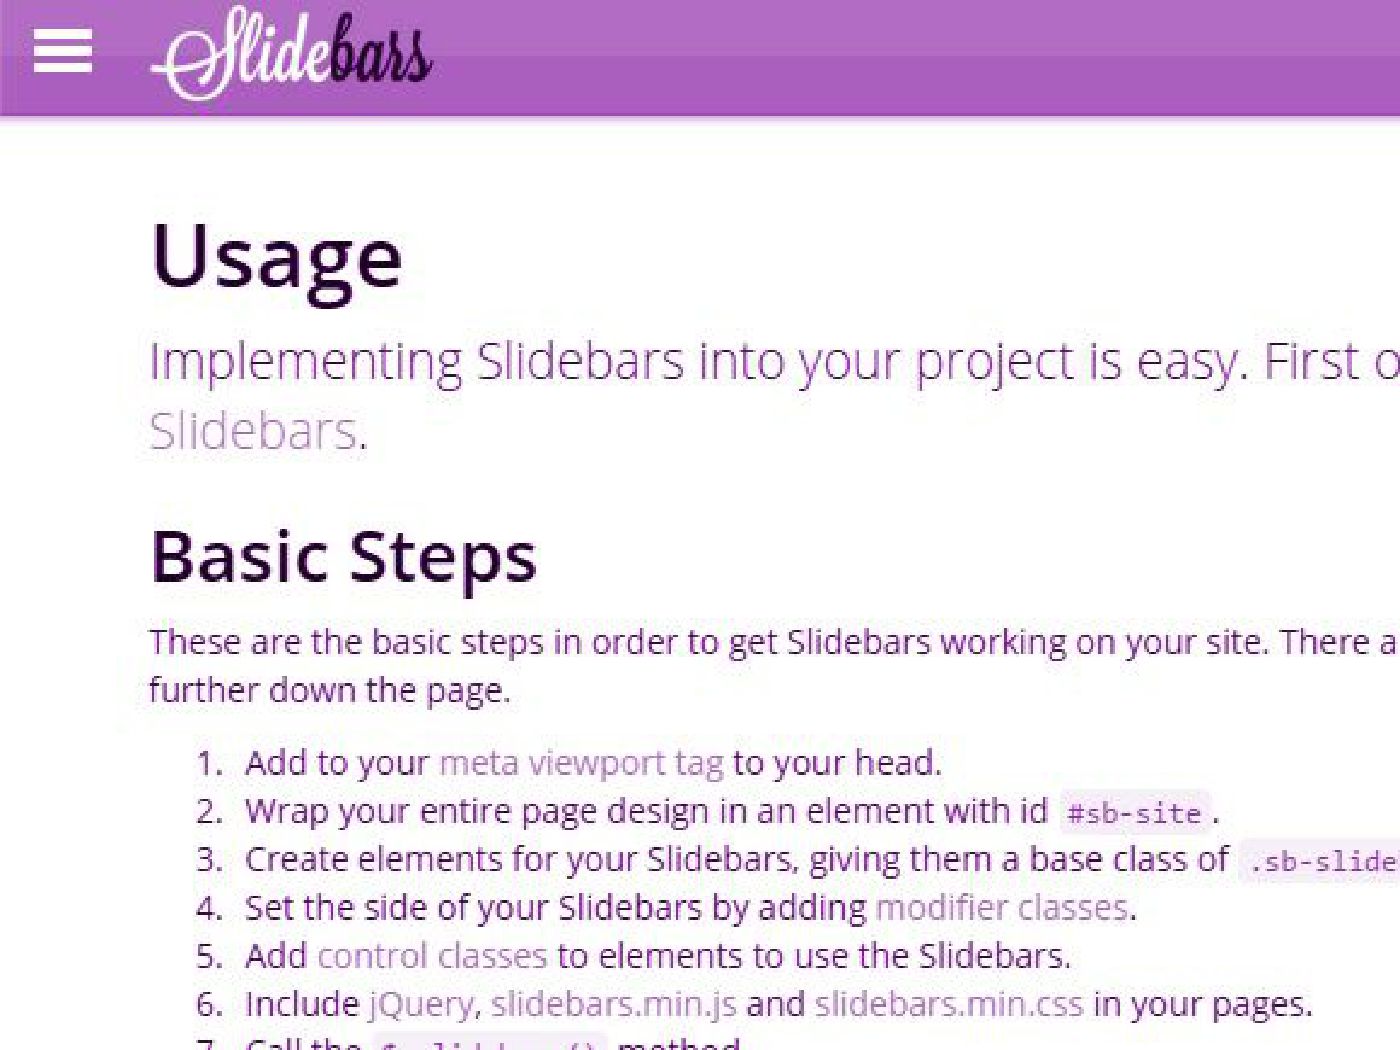 Slidebars
Usage
Implementing Slidebars into your project is easy. First o
Slidebars.
Basic Steps
These are the basic steps in order to get Slidebars working on your site. There a
further down the page.
1. Add to your meta viewport tag to your head.
2. Wrap your entire page design in an element with id #sb-site.
3. Create elements for your Slidebars, giving them a base class of .sb-slide
4. Set the side of your Slidebars by adding modifier classes.
5. Add control classes to elements to use the Slidebars.
6. Include jQuery, slidebars.min.js and slidebars.min.css in your pages.
7. Call the method